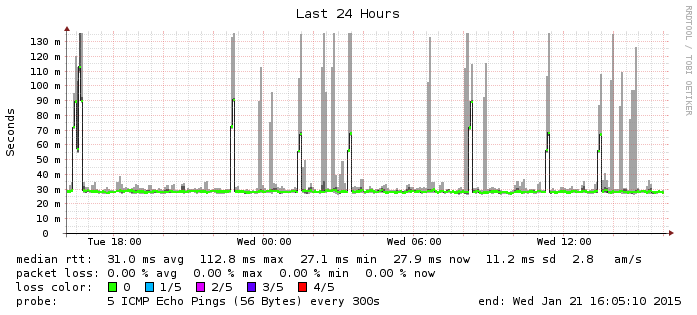 Last 24 Hours
RRDTOOL / TOBI OETIKER
Seconds
130 m
120 m
110 m
100 m
90 m
80 m
70 m
60 m
50 m
40 m
30 m
20 m
10 m
0
Tue 18:00 Wed 00:00 Wed 06:00 Wed 12:00
median rtt: 31.0 ms avg 112.8 ms max 27.1 ms min 27.9 ms now 11.2 ms sd 2.8 am/s
packet loss: 0.00 % avg 0.00 % max 0.00 % min 0.00 % now
loss color: 0 1/5 2/5 3/5 4/5
probe: 5 ICMP Echo Pings (56 Bytes) every 300s end: Wed Jan 21 16:05:10 2015